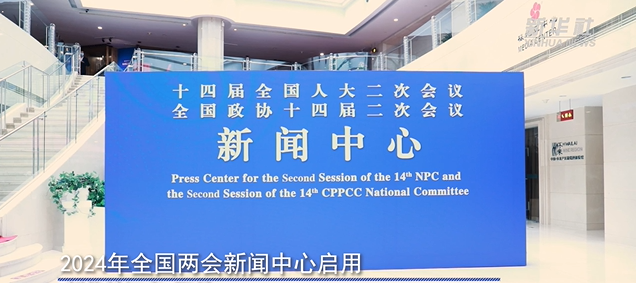 新华社
XINHUA NEWS
十四届全国人大二次会议
全国政协十四届二次会议
新闻中心
Press Center for the Second Session of the 14th NPC and
the Second Session of the 14th CPPCC National Committee
2024年全国两会新闻中心启用